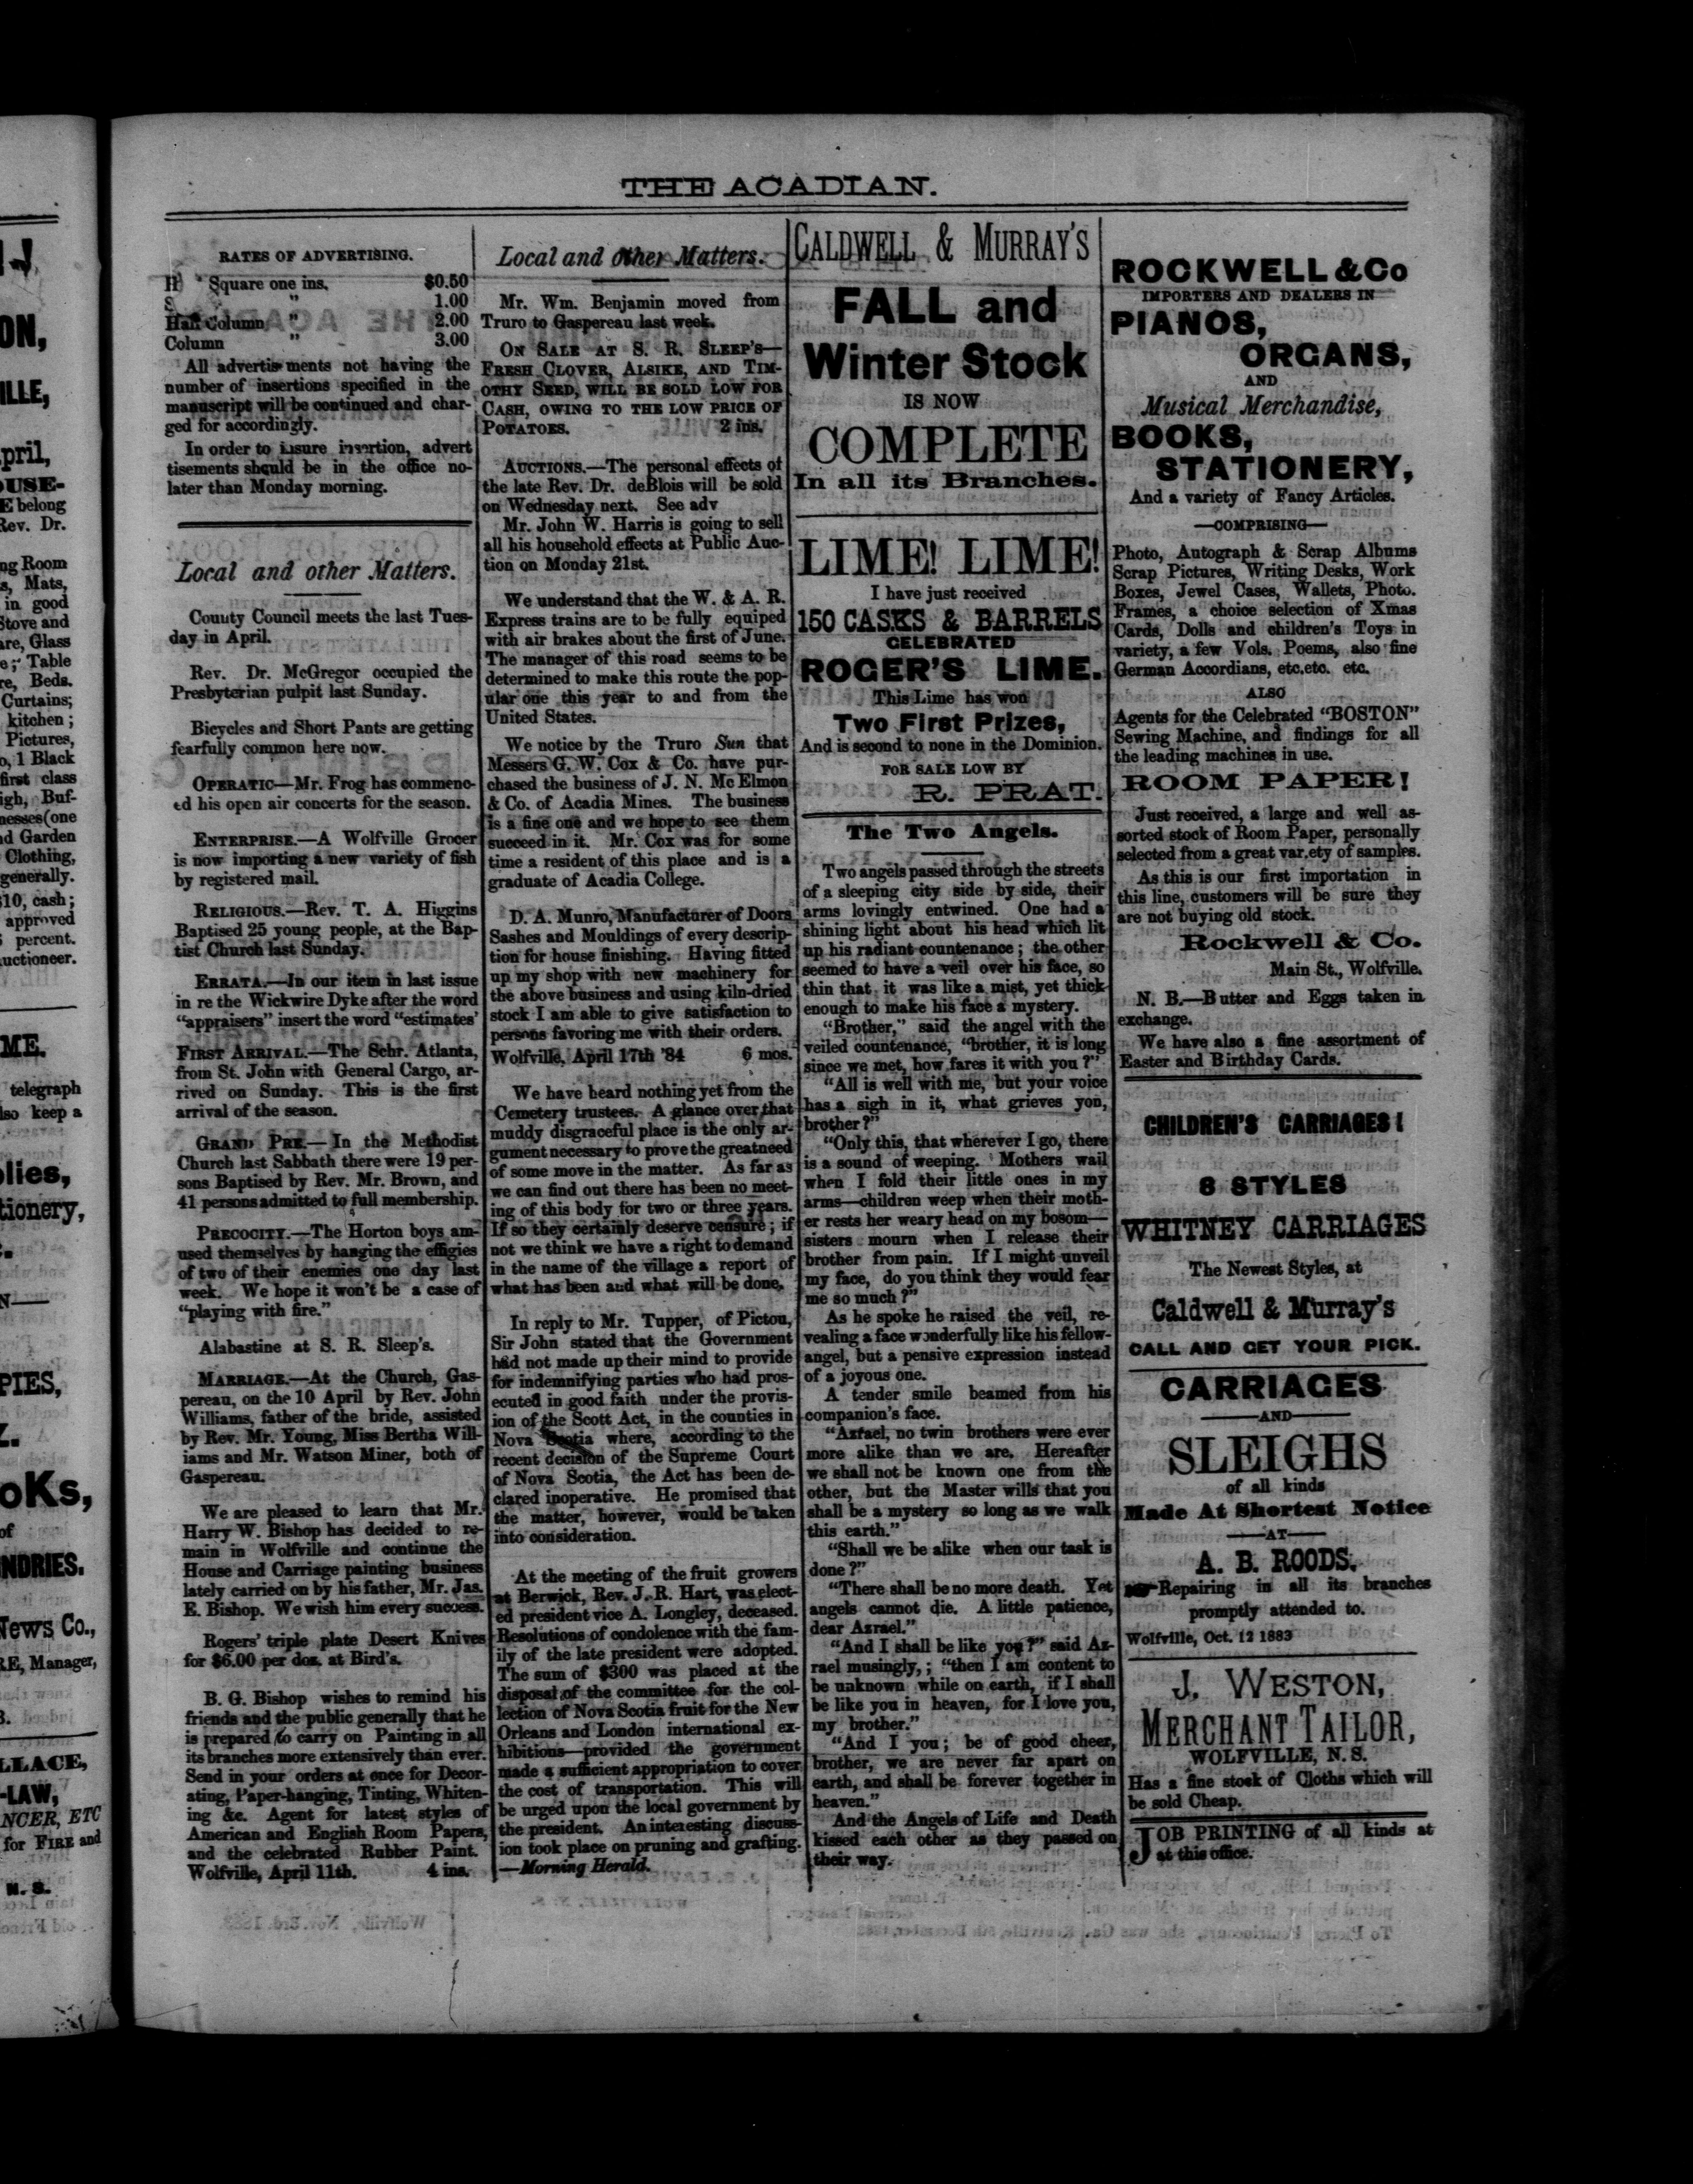 THE ACADIAN.
RATES OF ADVERTISING.
Square one ins. $0.50
" 1.00
Half Column " 2.00
Column " 3.00
All advertisements not having the
number of insertions specified in the
manuscript will be continued and char-
ged for accordingly.
In order to insure insertion, advert
tisements should be in the office no-
later than Monday morning.
Local and other Matters.
County Council meets the last Tues-
day in April.
Rev. Dr. McGregor occupied the
Presbyterian pulpit last Sunday.
Bicycles and Short Pants are getting
fearfully common here now.
OPERATIC—Mr. Frog has commenc-
ed his open air concerts for the season.
ENTERPRISE.—A Wolfville Grocer
is now importing a new variety of fish
by registered mail.
RELIGIOUS.—Rev. T. A. Higgins
Baptised 25 young people, at the Bap-
tist Church last Sunday.
ERRATA.—In our item in last issue
in re the Wickwire Dyke after the word
"appraisers" insert the word "estimates'
FIRST ARRIVAL.—The Schr. Atlanta,
from St. John with General Cargo, ar-
rived on Sunday. This is the first
arrival of the season.
GRAND PRE.—In the Methodist
Church last Sabbath there were 19 per-
sons Baptised by Rev. Mr. Brown, and
41 persons admitted to full membership.
PRECOCITY.—The Horton boys am-
used themselves by hanging the effigies
of two of their enemies one day last
week. We hope it won't be a case of
"playing with fire."
Alabastine at S. R. Sleep's.
MARRIAGE.—At the Church, Gas-
pereau, on the 10 April by Rev. John
Williams, father of the bride, assisted
by Rev. Mr. Young, Miss Bertha Will-
iams and Mr. Watson Miner, both of
Gaspereau.
We are pleased to learn that Mr.
Harry W. Bishop has decided to re-
main in Wolfville and continue the
House and Carriage painting business
lately carried on by his father, Mr. Jas.
E. Bishop. We wish him every success.
Rogers' triple plate Desert Knives
for $6.00 per doz. at Bird's.
B. G. Bishop wishes to remind his
friends and the public generally that he
is prepared to carry on Painting in all
its branches more extensively than ever.
Send in your orders at once for Decor-
ating, Paper-hanging, Tinting, Whiten-
ing &c. Agent for latest styles of
American and English Room Papers,
and the celebrated Rubber Paint.
Wolfville, April 11th. 4 ins.
Local and other Matters.
Mr. Wm. Benjamin moved from
Truro to Gaspereau last week.
ON SALE AT S. R. SLEEP'S—
FRESH CLOVER, ALSIKE, AND TIM-
OTHY SEED, WILL BE SOLD LOW FOR
CASH, OWING TO THE LOW PRICE OF
POTATOES. 2 ins.
AUCTIONS.—The personal effects of
the late Rev. Dr. deBlois will be sold
on Wednesday next. See adv
Mr. John W. Harris is going to sell
all his household effects at Public Auc-
tion on Monday 21st.
We understand that the W. & A. R.
Express trains are to be fully equiped
with air brakes about the first of June.
The manager of this road seems to be
determined to make this route the pop-
ular one this year to and from the
United States.
We notice by the Truro Sun that
Messers G. W. Cox & Co. have pur-
chased the business of J. N. Mc Elmon
& Co. of Acadia Mines. The business
is a fine one and we hope to see them
succeed in it. Mr. Cox was for some
time a resident of this place and is a
graduate of Acadia College.
D. A. Munro, Manufacturer of Doors
Sashes and Mouldings of every descrip-
tion for house finishing. Having fitted
up my shop with new machinery for
the above business and using kiln-dried
stock I am able to give satisfaction to
persons favoring me with their orders.
Wolfville, April 17th '84 6 mos.
We have heard nothing yet from the
Cemetery trustees. A glance over that
muddy disgraceful place is the only ar-
gument necessary to prove the great need
of some move in the matter. As far as
we can find out there has been no meet-
ing of this body for two or three years.
If so they certainly deserve censure; if
not we think we have a right to demand
in the name of the village a report of
what has been and what will be done.
In reply to Mr. Tupper, of Pictou,
Sir John stated that the Government
had not made up their mind to provide
for indemnifying parties who had pros-
ecuted in good faith under the provis-
ion of the Scott Act, in the counties in
Nova Scotia where, according to the
recent decision of the Supreme Court
of Nova Scotia, the Act has been de-
clared inoperative. He promised that
the matter, however, would be taken
into consideration.
At the meeting of the fruit growers
at Berwick, Rev. J. R. Hart, was elect-
ed president vice A. Longley, deceased.
Resolutions of condolence with the fam-
ily of the late president were adopted.
The sum of $300 was placed at the
disposal of the committee for the col-
lection of Nova Scotia fruit for the New
Orleans and London international ex-
hibitions—provided the government
made a sufficient appropriation to cover
the cost of transportation. This will
be urged upon the local government by
the president. An interesting discuss-
ion took place on pruning and grafting.
—Morning Herald.
CALDWELL & MURRAY'S
FALL and
Winter Stock
IS NOW
COMPLETE
In all its Branches.
LIME! LIME!
I have just received
150 CASKS & BARRELS
CELEBRATED
ROGER'S LIME.
This Lime has won
Two First Prizes,
And is second to none in the Dominion.
FOR SALE LOW BY
R. PRAT.
The Two Angels.
Two angels passed through the streets
of a sleeping city side by side, their
arms lovingly entwined. One had a
shining light about his head which lit
up his radiant countenance; the other
seemed to have a veil over his face, so
thin that it was like a mist, yet thick
enough to make his face a mystery.
"Brother," said the angel with the
veiled countenance, "brother, it is long
since we met, how fares it with you?"
"All is well with me, but your voice
has a sigh in it, what grieves you,
brother?"
"Only this, that wherever I go, there
is a sound of weeping. Mothers wail
when I fold their little ones in my
arms—children weep when their moth-
er rests her weary head on my bosom—
sisters mourn when I release their
brother from pain. If I might unveil
my face, do you think they would fear
me so much?"
As he spoke he raised the veil, re-
vealing a face wonderfully like his fellow-
angel, but a pensive expression instead
of a joyous one.
A tender smile beamed from his
companion's face.
"Azrael, no twin brothers were ever
more alike than we are. Hereafter
we shall not be known one from the
other, but the Master wills that you
shall be a mystery so long as we walk
this earth."
"Shall we be alike when our task is
done?"
"There shall be no more death. Yet
angels cannot die. A little patience,
dear Azrael."
"And I shall be like you?" said Az-
rael musingly,; "then I am content to
be unknown while on earth, if I shall
be like you in heaven, for I love you,
my brother."
"And I you; be of good cheer,
brother, we are never far apart on
earth, and shall be forever together in
heaven."
And the Angels of Life and Death
kissed each other as they passed on
their way.
ROCKWELL & Co
IMPORTERS AND DEALERS IN
PIANOS,
ORGANS,
AND
Musical Merchandise,
BOOKS,
STATIONERY,
And a variety of Fancy Articles.
—COMPRISING—
Photo, Autograph & Scrap Albums
Scrap Pictures, Writing Desks, Work
Boxes, Jewel Cases, Wallets, Photo.
Frames, a choice selection of Xmas
Cards, Dolls and children's Toys in
variety, a few Vols. Poems, also fine
German Accordians, etc.etc. etc.
ALSO
Agents for the Celebrated "BOSTON"
Sewing Machine, and findings for all
the leading machines in use.
ROOM PAPER!
Just received, a large and well as-
sorted stock of Room Paper, personally
selected from a great variety of samples.
As this is our first importation in
this line, customers will be sure they
are not buying old stock.
Rockwell & Co.
Main St., Wolfville.
N. B.—Butter and Eggs taken in
exchange.
We have also a fine assortment of
Easter and Birthday Cards.
CHILDREN'S CARRIAGES!
8 STYLES
WHITNEY CARRIAGES
The Newest Styles, at
Caldwell & Murray's
CALL AND GET YOUR PICK.
CARRIAGES
—AND—
SLEIGHS
of all kinds
Made At Shortest Notice
—AT—
A. B. ROODS.
Repairing in all its branches
promptly attended to.
Wolfville, Oct. 12 1883
J. WESTON,
MERCHANT TAILOR,
WOLFVILLE, N. S.
Has a fine stock of Cloths which will
be sold Cheap.
JOB PRINTING of all kinds at
at this office.